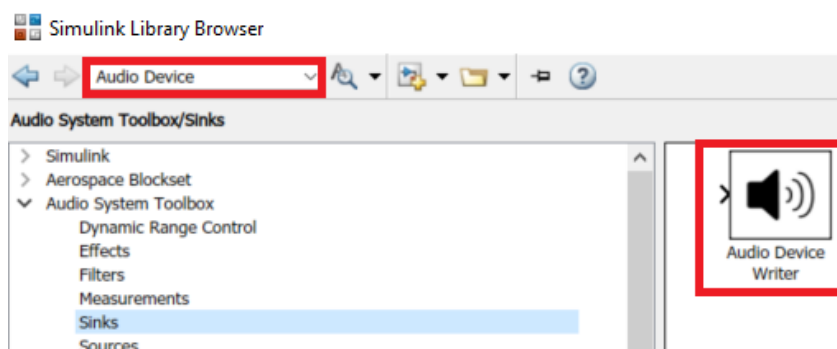 Simulink Library Browser
Audio Device
Audio System Toolbox/Sinks
Simulink
Aerospace Blockset
Audio System Toolbox
Dynamic Range Control
Effects
Filters
Measurements
Sinks
Sources
Audio Device
Writer